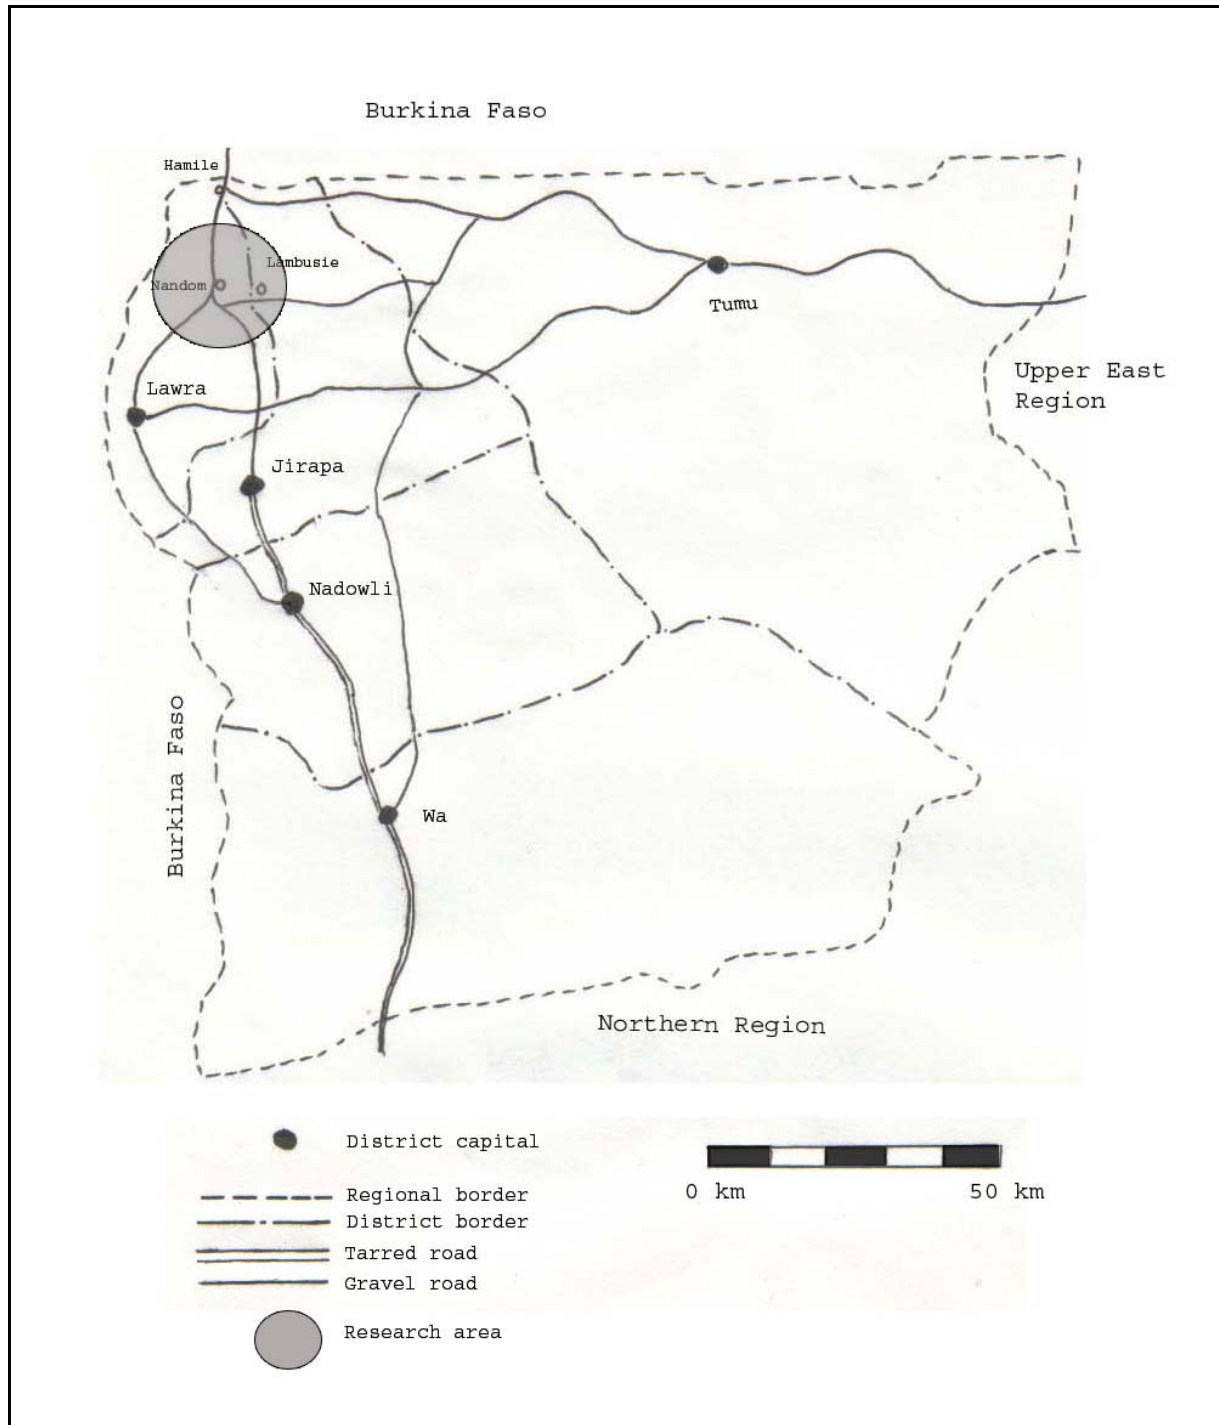 Burkina Faso
Hamile
Lambusie
Nandom
Tumu
Upper East
Region
Lawra
Jirapa
Nadowli
Burkina Faso
Wa
Northern Region
District capital
Regional border
0 km
50 km
District border
Tarred road
Gravel road
Research area